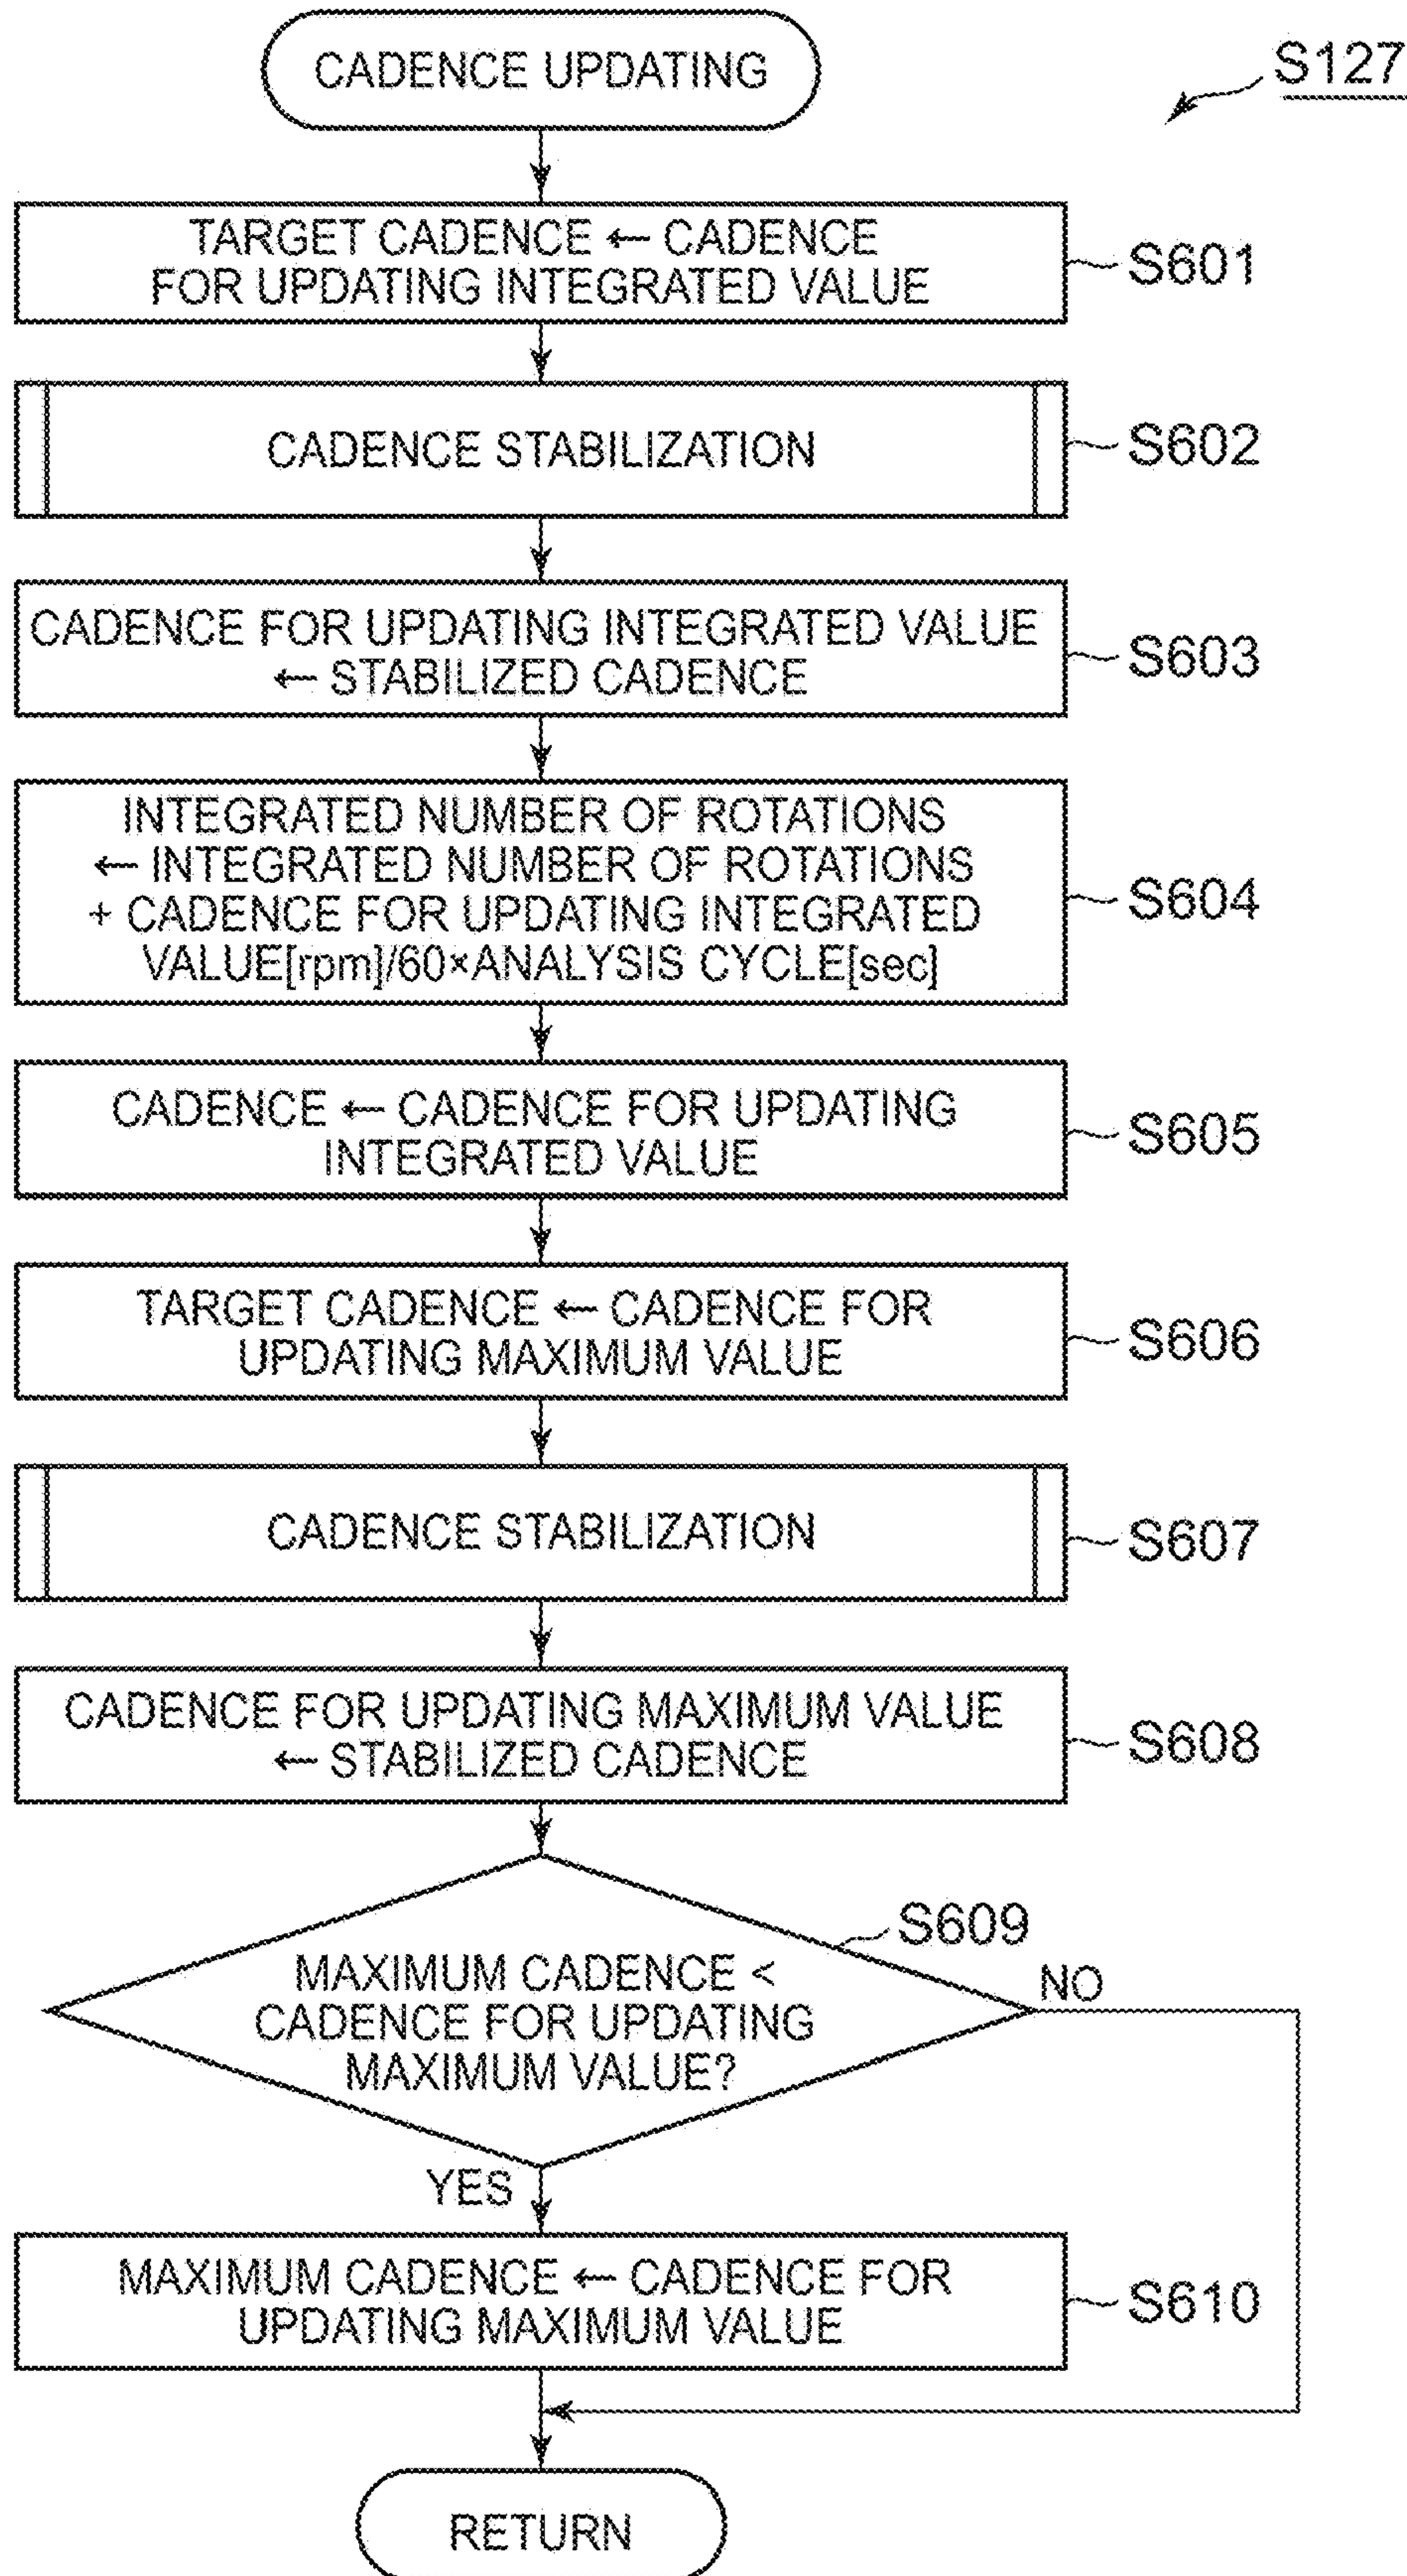 CADENCE UPDATING
S127
TARGET CADENCE ← CADENCE
FOR UPDATING INTEGRATED VALUE
S601
CADENCE STABILIZATION
S602
CADENCE FOR UPDATING INTEGRATED VALUE
← STABILIZED CADENCE
S603
INTEGRATED NUMBER OF ROTATIONS
← INTEGRATED NUMBER OF ROTATIONS
+ CADENCE FOR UPDATING INTEGRATED
VALUE[rpm]/60×ANALYSIS CYCLE[sec]
S604
CADENCE ← CADENCE FOR UPDATING
INTEGRATED VALUE
S605
TARGET CADENCE ← CADENCE FOR
UPDATING MAXIMUM VALUE
S606
CADENCE STABILIZATION
S607
CADENCE FOR UPDATING MAXIMUM VALUE
← STABILIZED CADENCE
S608
S609
MAXIMUM CADENCE <
CADENCE FOR UPDATING
MAXIMUM VALUE?
NO
YES
MAXIMUM CADENCE ← CADENCE FOR
UPDATING MAXIMUM VALUE
S610
RETURN